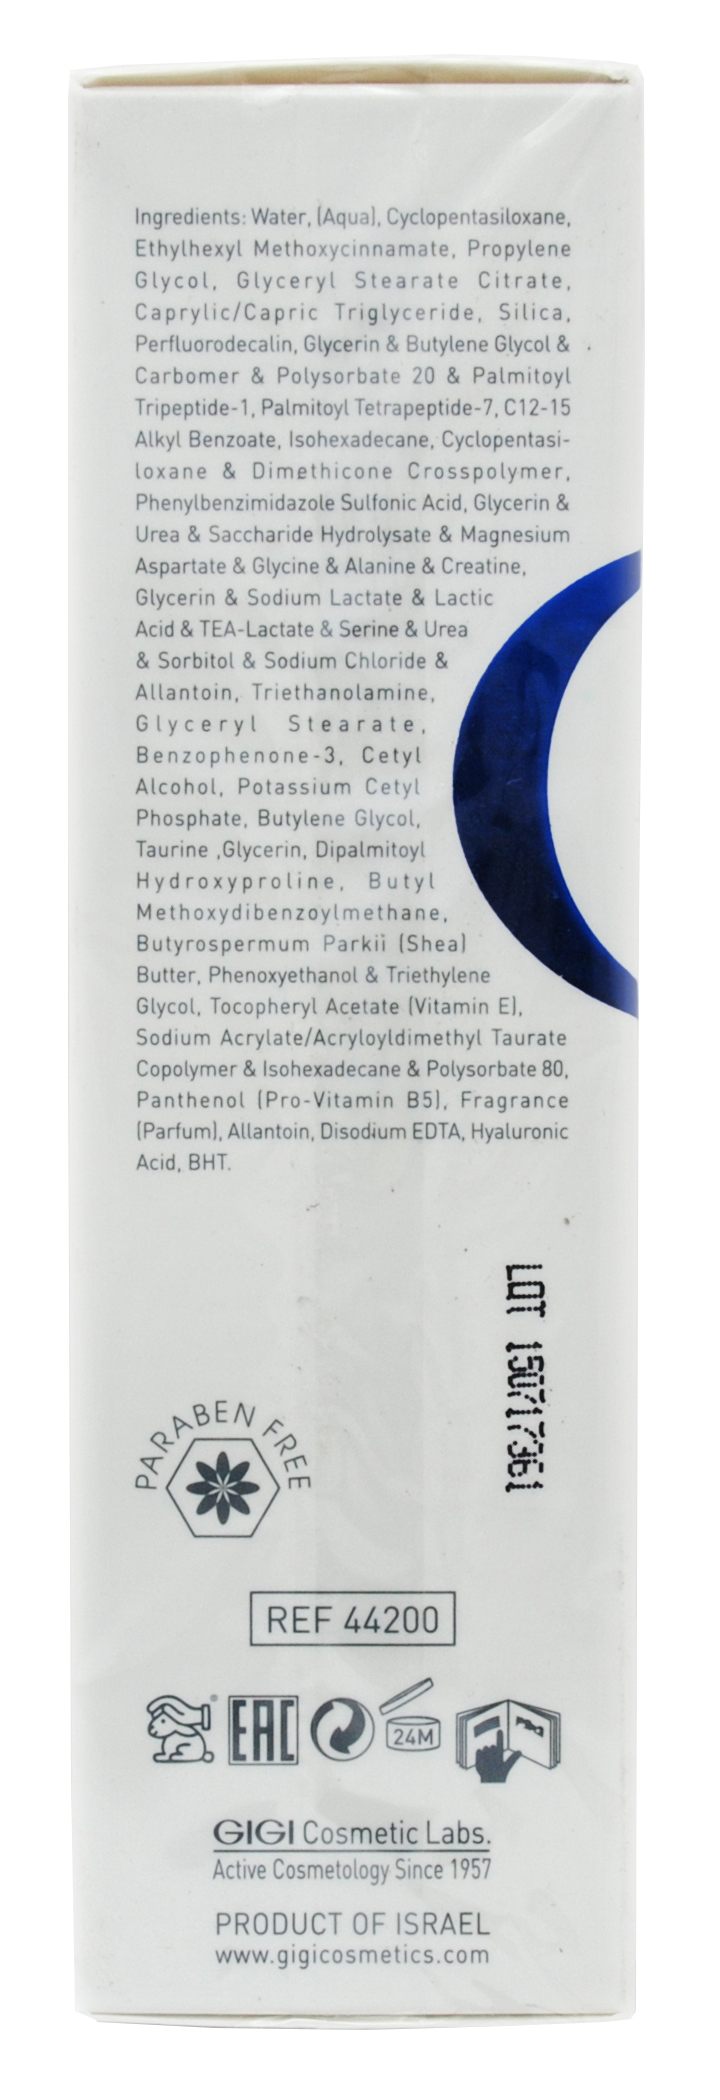 Ingredients: Water, (Aqua), Cyclopentasiloxane,
Ethylhexyl Methoxycinnamate, Propylene
Glycol, Glyceryl Stearate Citrate,
Caprylic/Capric Triglyceride, Silica,
Perfluorodecalin, Glycerin & Butylene Glycol &
Carbomer & Polysorbate 20 & Palmitoyl
Tripeptide-1, Palmitoyl Tetrapeptide-7, C12-15
Alkyl Benzoate, Isohexadecane, Cyclopentasi-
loxane & Dimethicone Crosspolymer,
Phenylbenzimidazole Sulfonic Acid, Glycerin &
Urea & Saccharide Hydrolysate & Magnesium
Aspartate & Glycine & Alanine & Creatine,
Glycerin & Sodium Lactate & Lactic
Acid & TEA-Lactate & Serine & Urea
& Sorbitol & Sodium Chloride &
Allantoin, Triethanolamine,
Glyceryl Stearate,
Benzophenone-3, Cetyl
Alcohol, Potassium Cetyl
Phosphate, Butylene Glycol,
Taurine ,Glycerin, Dipalmitoyl
Hydroxyproline, Butyl
Methoxydibenzoylmethane,
Butyrospermum Parkii (Shea)
Butter, Phenoxyethanol & Triethylene
Glycol, Tocopheryl Acetate (Vitamin E),
Sodium Acrylate/Acryloyldimethyl Taurate
Copolymer & Isohexadecane & Polysorbate 80,
Panthenol (Pro-Vitamin B5), Fragrance
(Parfum), Allantoin, Disodium EDTA, Hyaluronic
Acid, BHT.
LOT 150717361
PARABEN FREE
REF 44200
® EAC 24M
GIGI Cosmetic Labs.
Active Cosmetology Since 1957
PRODUCT OF ISRAEL
www.gigicosmetics.com